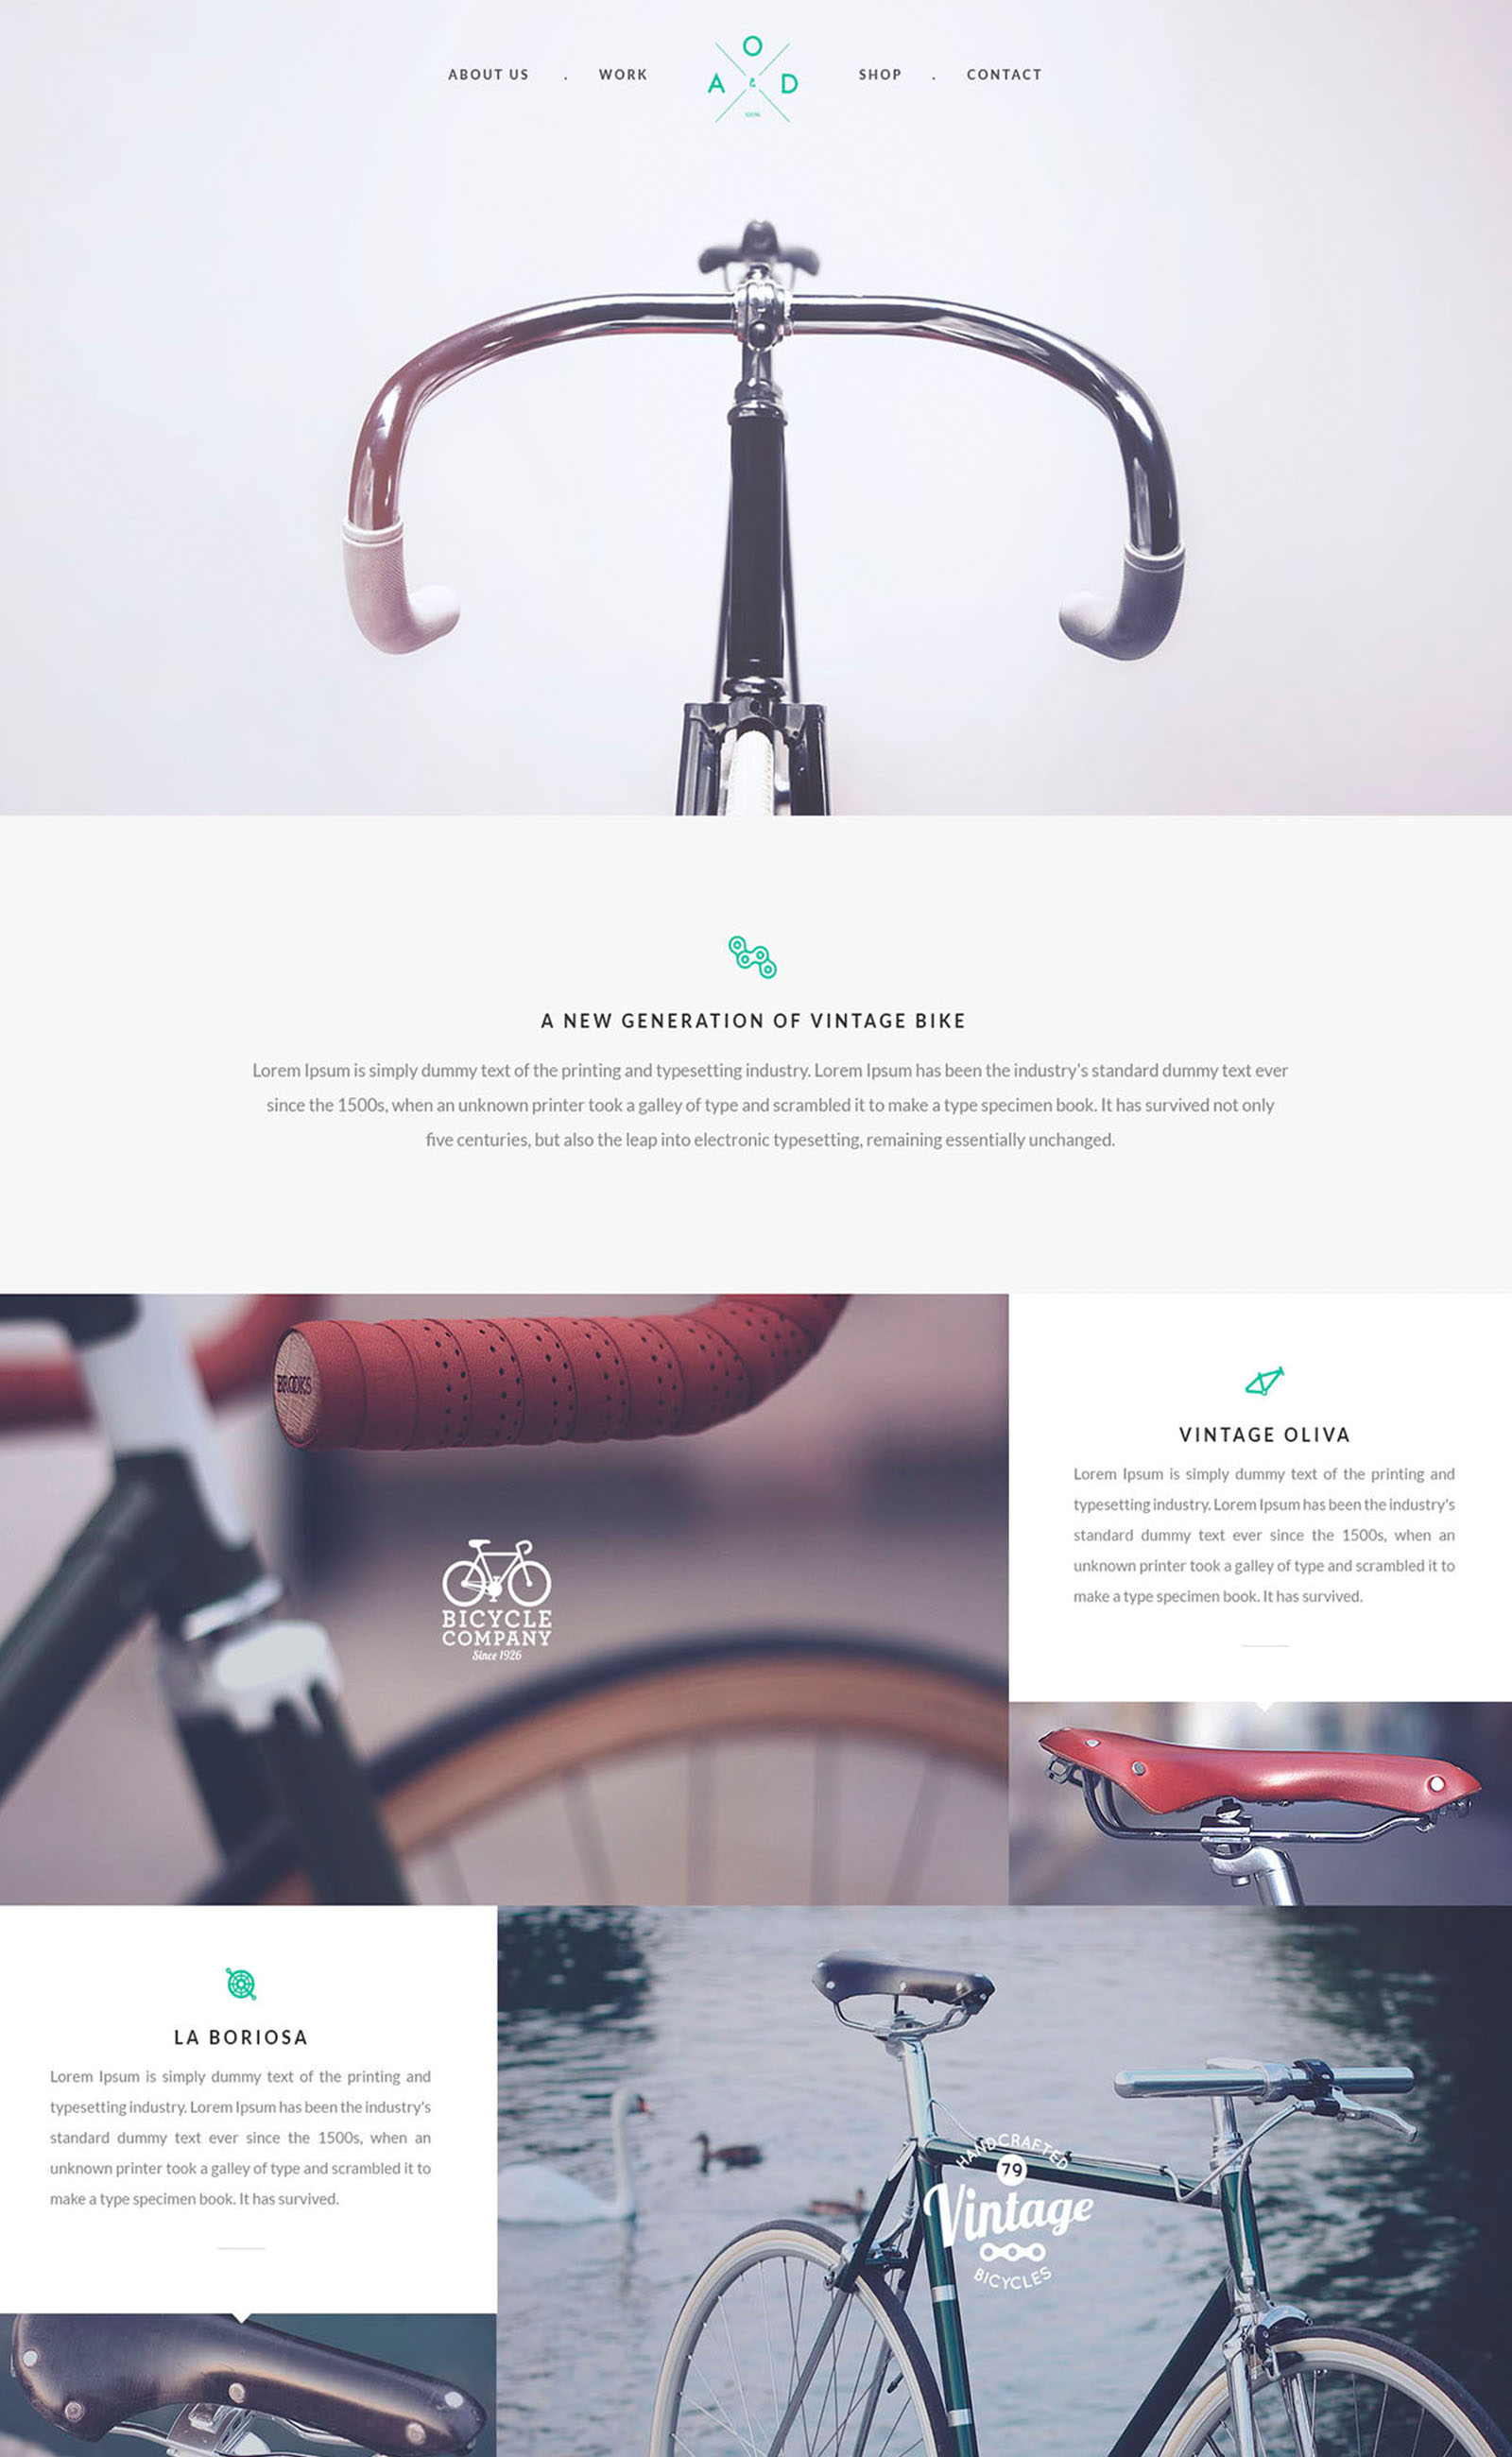 ABOUT US . WORK
O
A & D
SHOP . CONTACT
A NEW GENERATION OF VINTAGE BIKE
Lorem Ipsum is simply dummy text of the printing and typesetting industry. Lorem Ipsum has been the industry's standard dummy text ever
since the 1500s, when an unknown printer took a galley of type and scrambled it to make a type specimen book. It has survived not only
five centuries, but also the leap into electronic typesetting, remaining essentially unchanged.
BROOKS
BICYCLE
COMPANY
Since 1926
VINTAGE OLIVA
Lorem Ipsum is simply dummy text of the printing and
typesetting industry. Lorem Ipsum has been the industry's
standard dummy text ever since the 1500s, when an
unknown printer took a galley of type and scrambled it to
make a type specimen book. It has survived.
LA BORIOSA
Lorem Ipsum is simply dummy text of the printing and
typesetting industry. Lorem Ipsum has been the industry's
standard dummy text ever since the 1500s, when an
unknown printer took a galley of type and scrambled it to
make a type specimen book. It has survived.
HANDCRAFTED
79
Vintage
BICYCLES